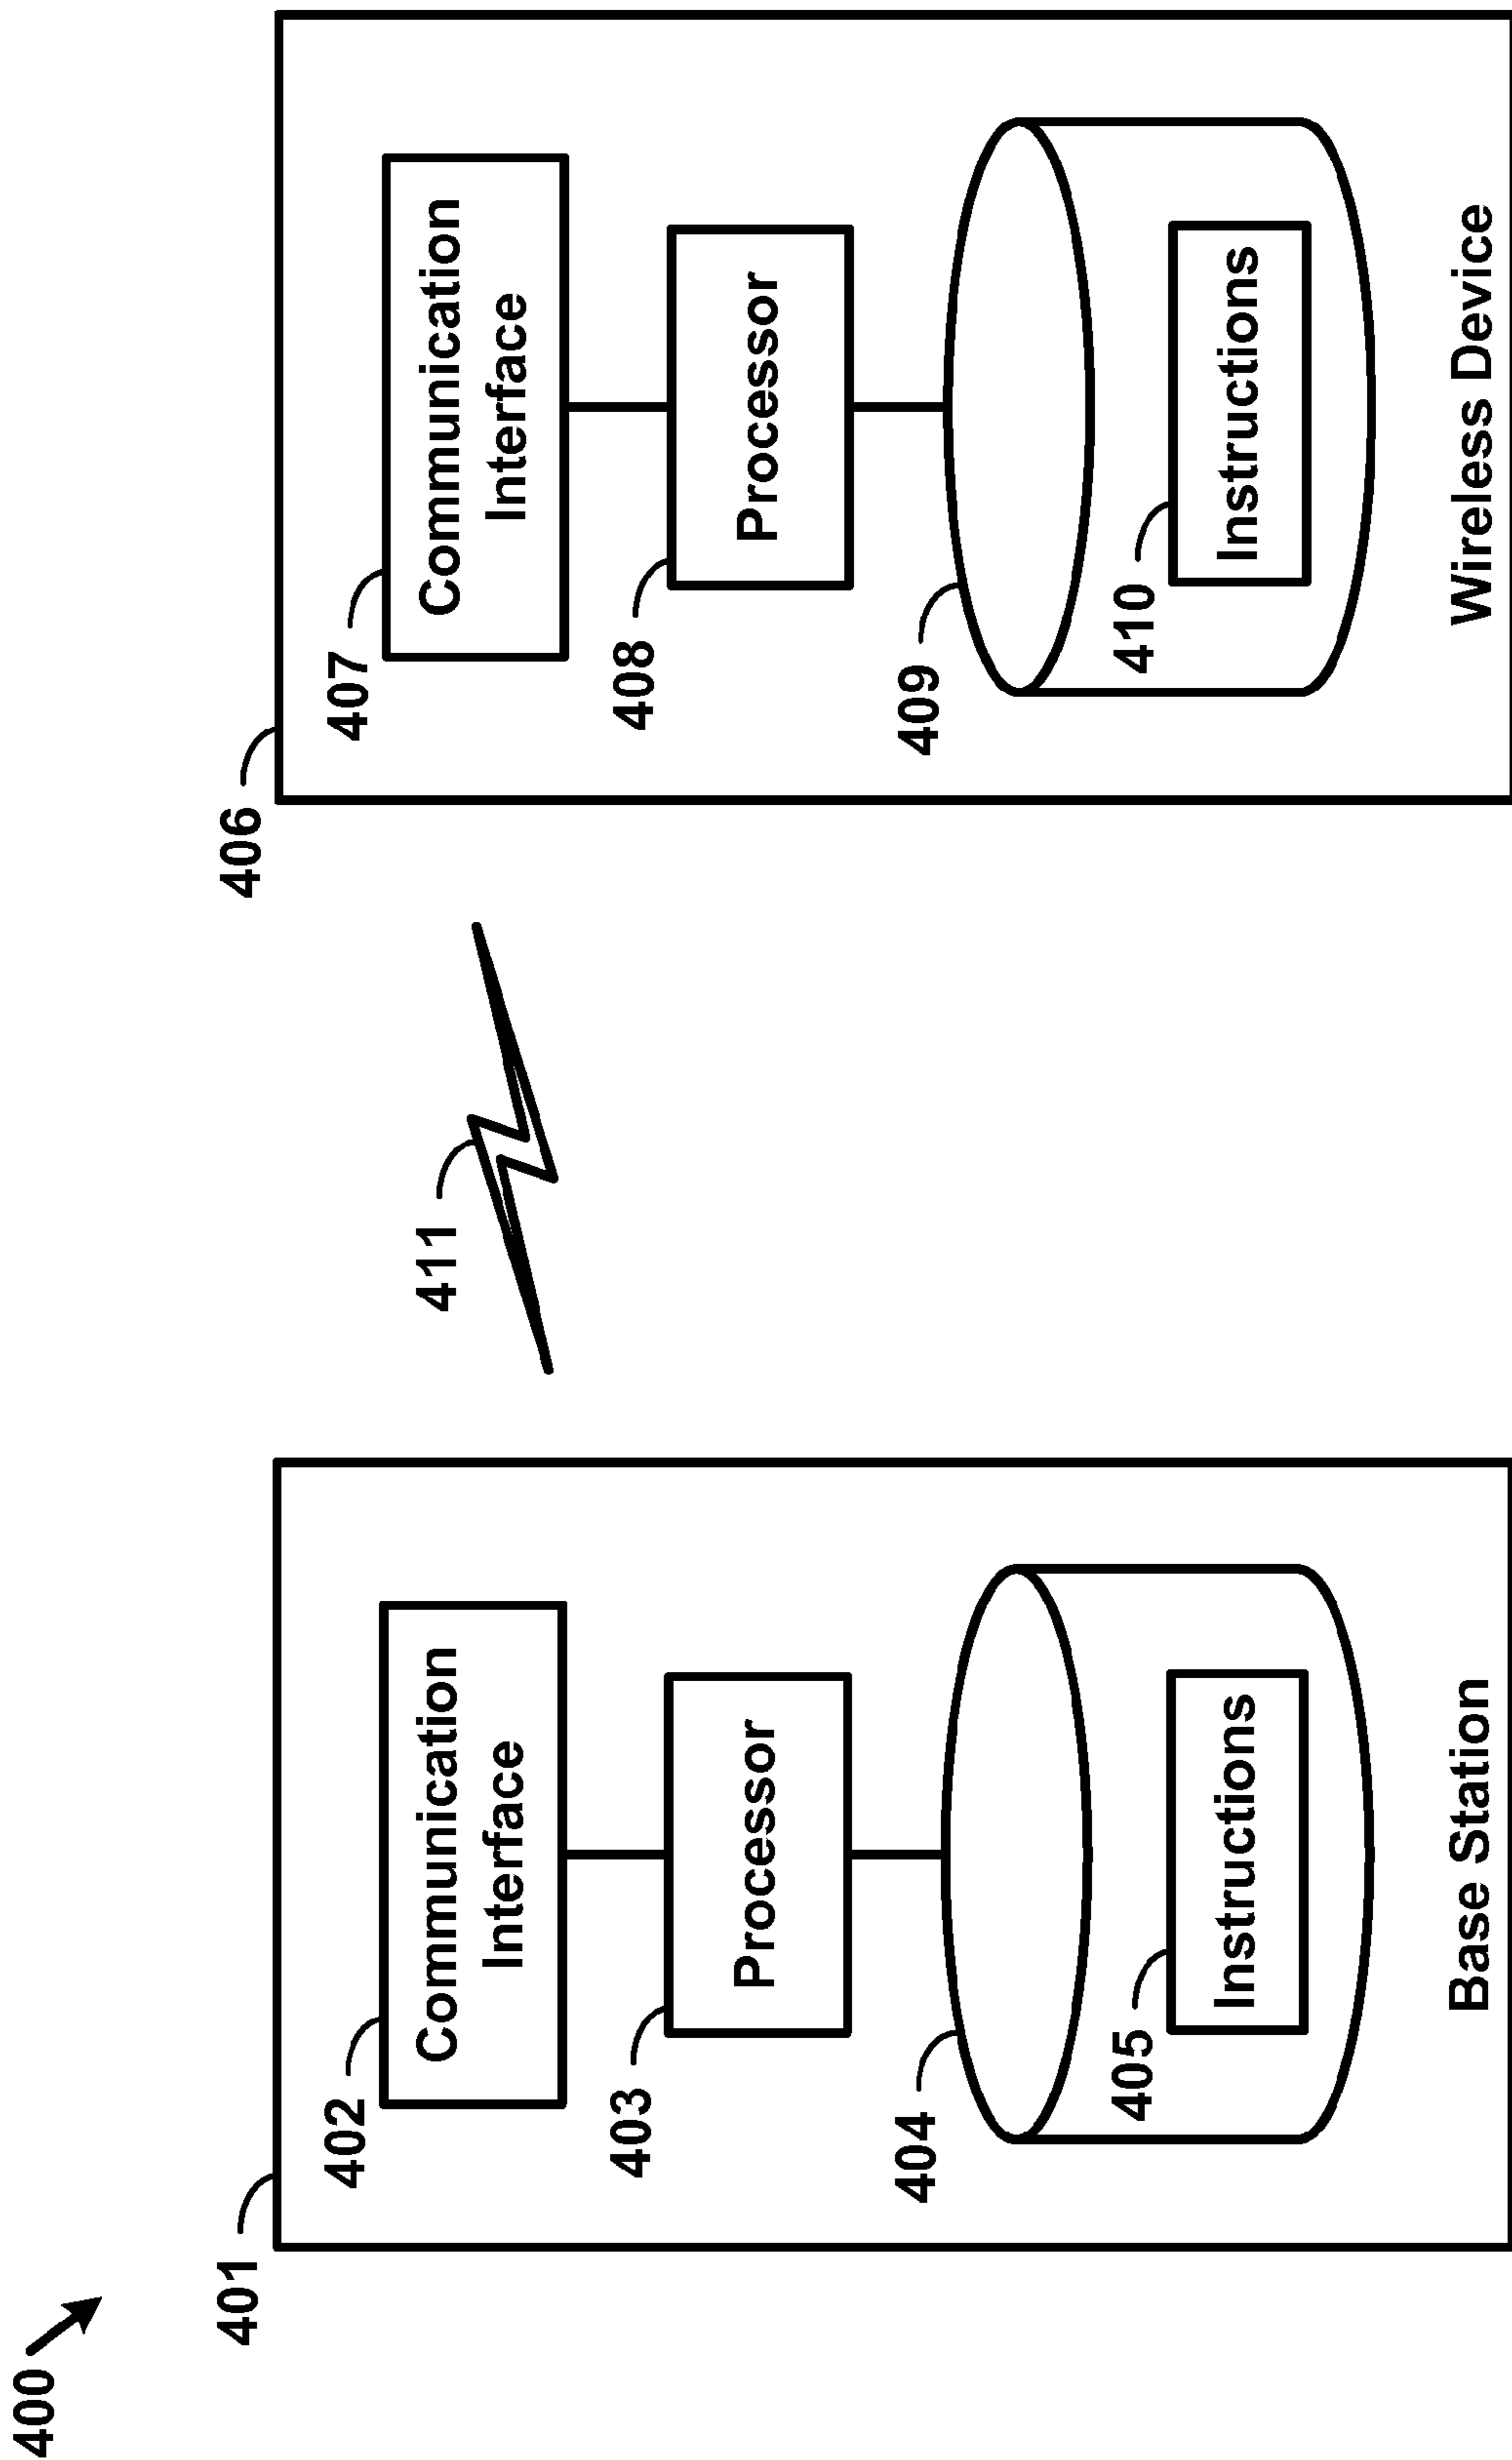 400
401
402
Communication
Interface
403
Processor
404
405
Instructions
Base Station
411
406
407
Communication
Interface
408
Processor
409
410
Instructions
Wireless Device